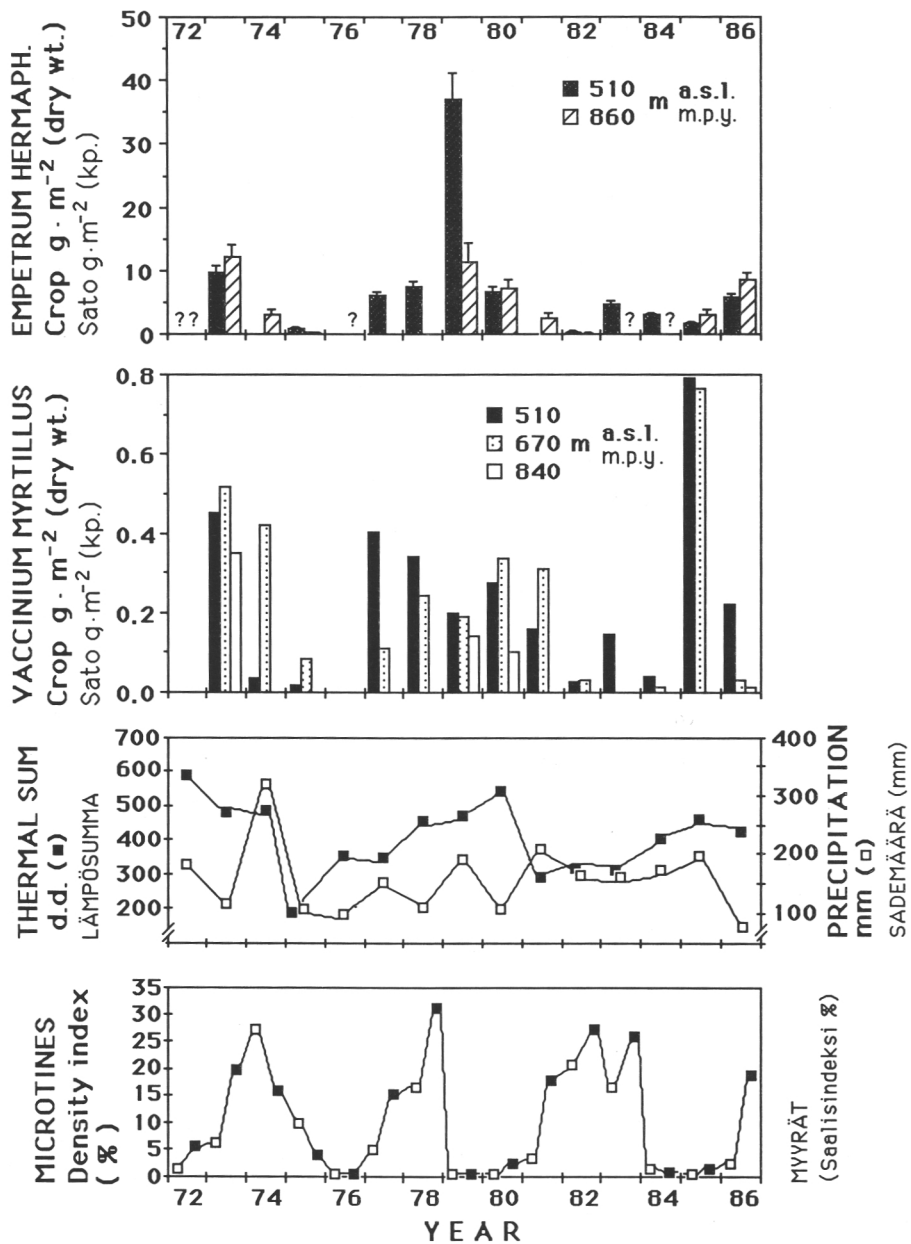 72 74 76 78 80 82 84 86
EMPETRUM HERMAPH.
Crop g · m⁻² (dry wt.)
Sato g·m⁻² (kp.)
50
40
30
20
10
0
510 m a.s.l.
860 m.p.y.
? ? ? ? ?
VACCINIUM MYRTILLUS
Crop g · m⁻² (dry wt.)
Sato g·m⁻² (kp.)
0.8
0.6
0.4
0.2
0.0
510
670 m a.s.l.
840 m.p.y.
THERMAL SUM
d.d. (▪)
LÄMPÖSUMMA
700
600
500
400
300
200
400
300
200
100
PRECIPITATION
mm (▫)
SADEMÄÄRÄ (mm)
MICROTINES
Density index
(%)
35
30
25
20
15
10
5
0
MYYRÄT
(Saalisindeksi %)
72 74 76 78 80 82 84 86
YEAR